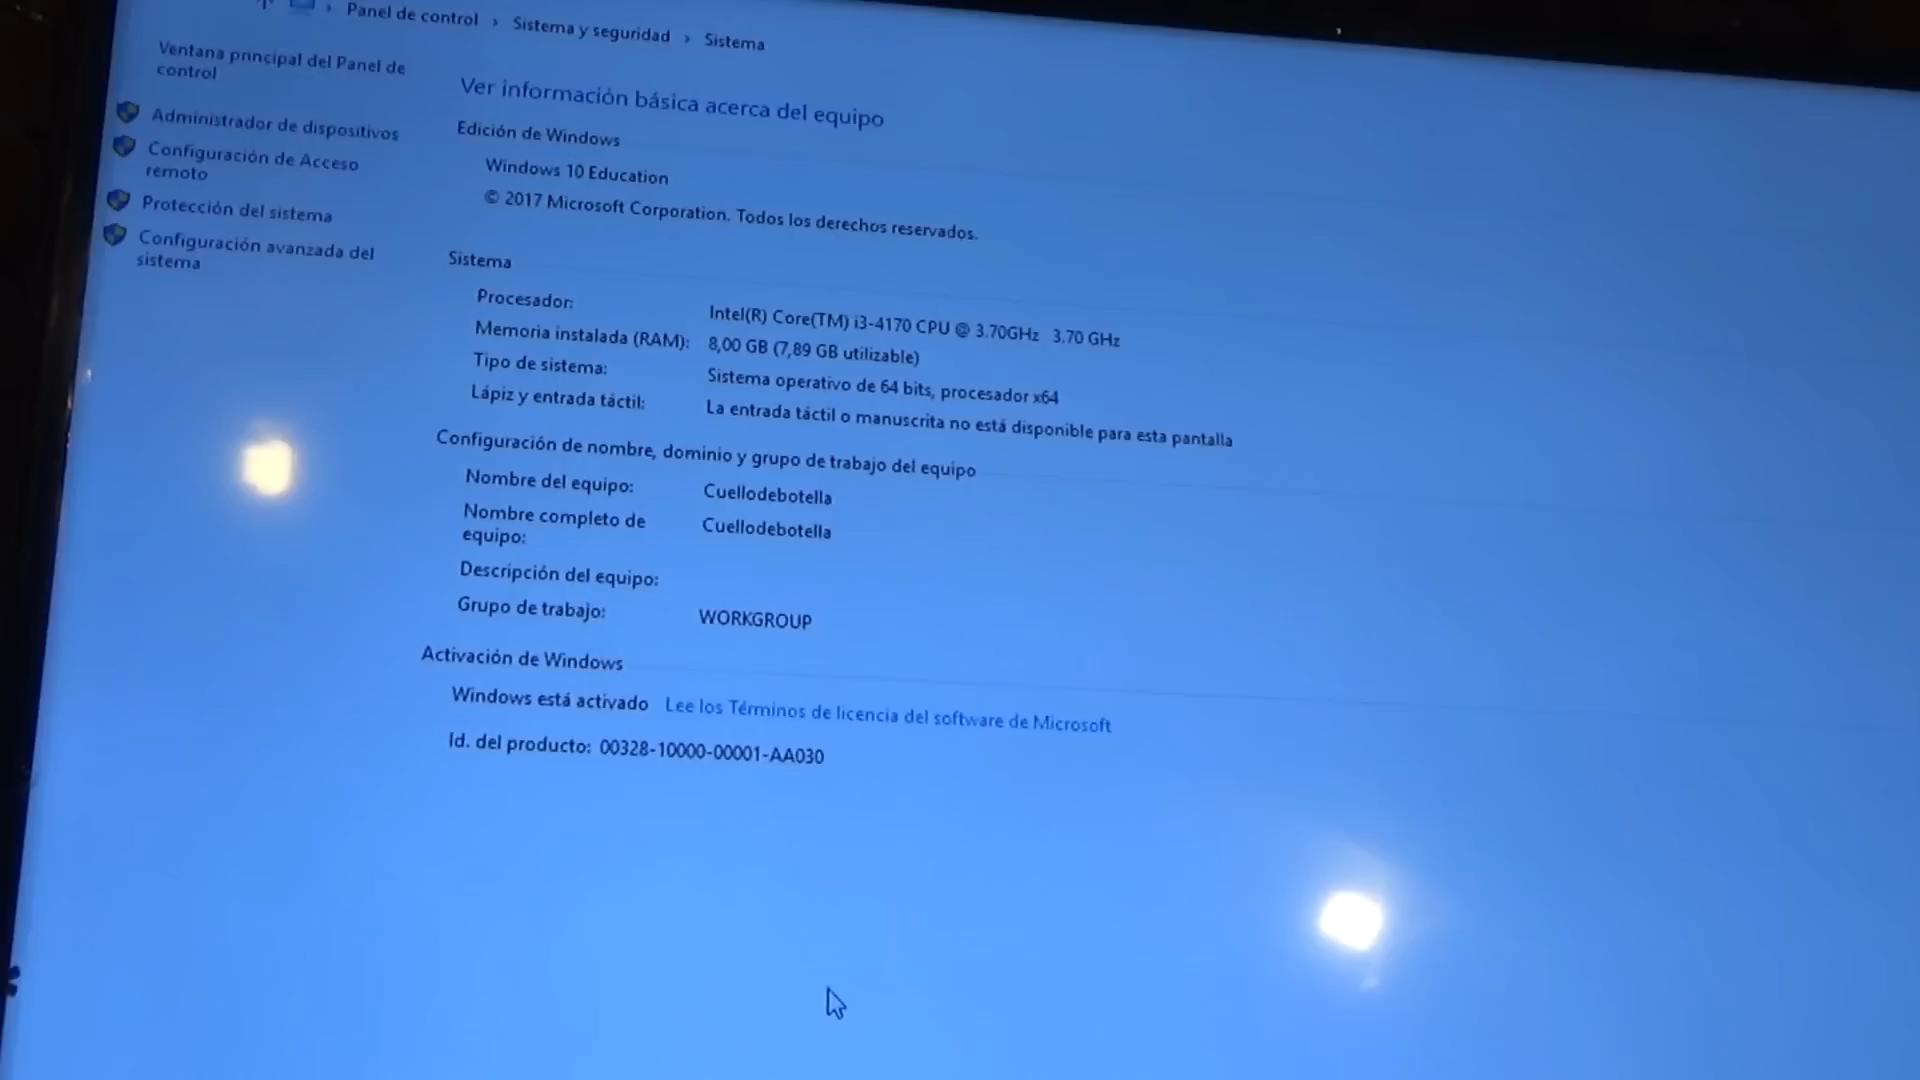 › Panel de control › Sistema y seguridad › Sistema
Ventana principal del Panel de
control
Administrador de dispositivos
Configuración de Acceso
remoto
Protección del sistema
Configuración avanzada del
sistema
Ver información básica acerca del equipo
Edición de Windows
Windows 10 Education
© 2017 Microsoft Corporation. Todos los derechos reservados.
Sistema
Procesador: Intel(R) Core(TM) i3-4170 CPU @ 3.70GHz 3.70 GHz
Memoria instalada (RAM): 8,00 GB (7,89 GB utilizable)
Tipo de sistema: Sistema operativo de 64 bits, procesador x64
Lápiz y entrada táctil: La entrada táctil o manuscrita no está disponible para esta pantalla
Configuración de nombre, dominio y grupo de trabajo del equipo
Nombre del equipo: Cuellodebotella
Nombre completo de Cuellodebotella
equipo:
Descripción del equipo:
Grupo de trabajo: WORKGROUP
Activación de Windows
Windows está activado Lee los Términos de licencia del software de Microsoft
Id. del producto: 00328-10000-00001-AA030